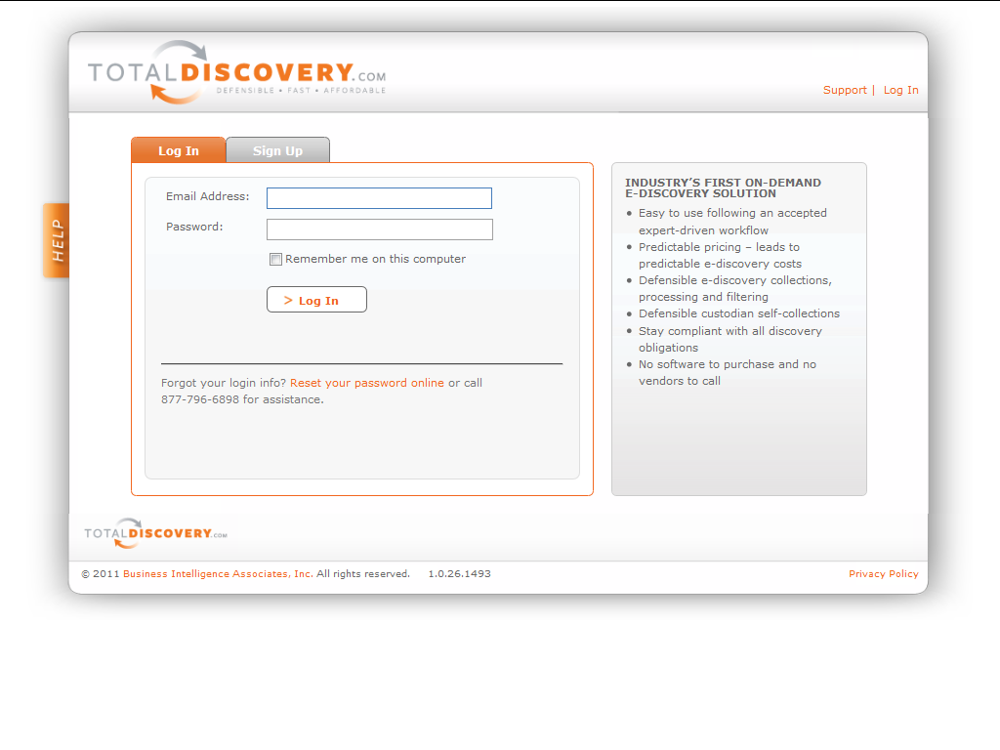 TOTALDISCOVERY.COM
DEFENSIBLE • FAST • AFFORDABLE
Support | Log In
Log In
Sign Up
HELP
Email Address:
Password:
Remember me on this computer
> Log In
Forgot your login info? Reset your password online or call
877-796-6898 for assistance.
INDUSTRY'S FIRST ON-DEMAND
E-DISCOVERY SOLUTION
• Easy to use following an accepted
expert-driven workflow
• Predictable pricing – leads to
predictable e-discovery costs
• Defensible e-discovery collections,
processing and filtering
• Defensible custodian self-collections
• Stay compliant with all discovery
obligations
• No software to purchase and no
vendors to call
TOTALDISCOVERY.COM
© 2011 Business Intelligence Associates, Inc. All rights reserved. 1.0.26.1493
Privacy Policy